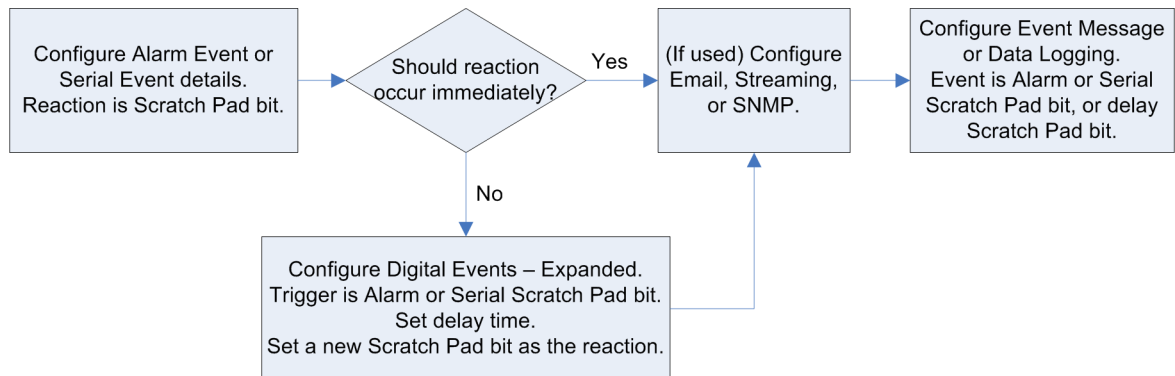 Configure Alarm Event or
Serial Event details.
Reaction is Scratch Pad bit.
Should reaction
occur immediately?
Yes
(If used) Configure
Email, Streaming,
or SNMP.
Configure Event Message
or Data Logging.
Event is Alarm or Serial
Scratch Pad bit, or delay
Scratch Pad bit.
No
Configure Digital Events – Expanded.
Trigger is Alarm or Serial Scratch Pad bit.
Set delay time.
Set a new Scratch Pad bit as the reaction.